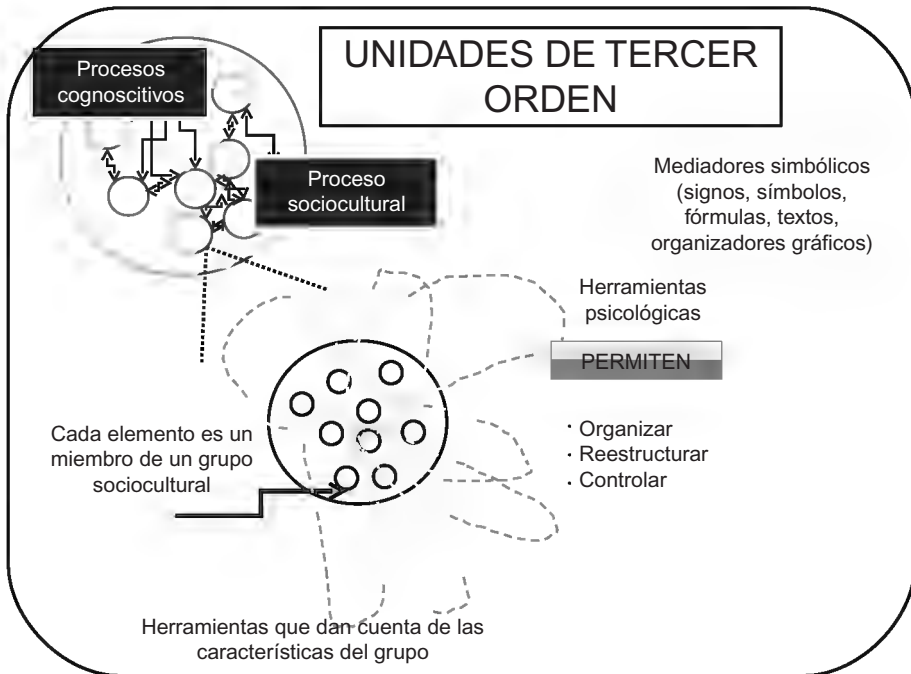 UNIDADES DE TERCER
ORDEN
Procesos
cognoscitivos
Proceso
sociocultural
Mediadores simbólicos
(signos, símbolos,
fórmulas, textos,
organizadores gráficos)
Herramientas
psicológicas
PERMITEN
· Organizar
· Reestructurar
· Controlar
Cada elemento es un
miembro de un grupo
sociocultural
Herramientas que dan cuenta de las
características del grupo